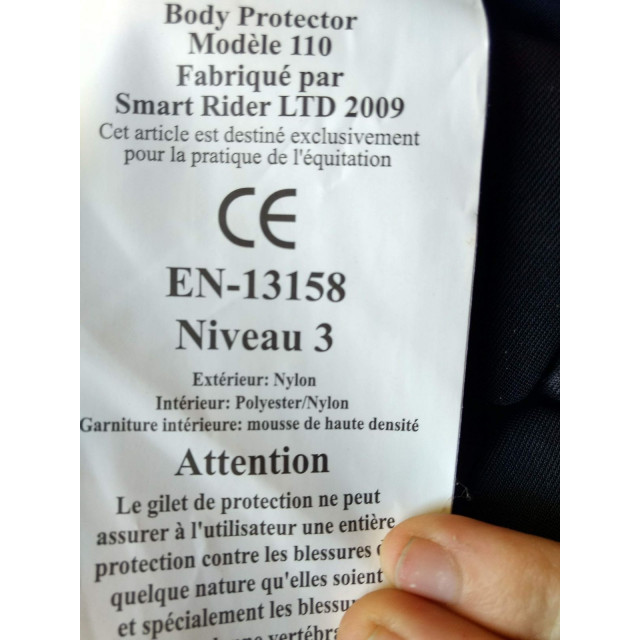 Body Protector
Modèle 110
Fabriqué par
Smart Rider LTD 2009
Cet article est destiné exclusivement
pour la pratique de l'équitation
CE
EN-13158
Niveau 3
Extérieur: Nylon
Intérieur: Polyester/Nylon
Garniture intérieure: mousse de haute densité
Attention
Le gilet de protection ne peut
assurer à l'utilisateur une entière
protection contre les blessures
quelque nature qu'elles soient
et spécialement les